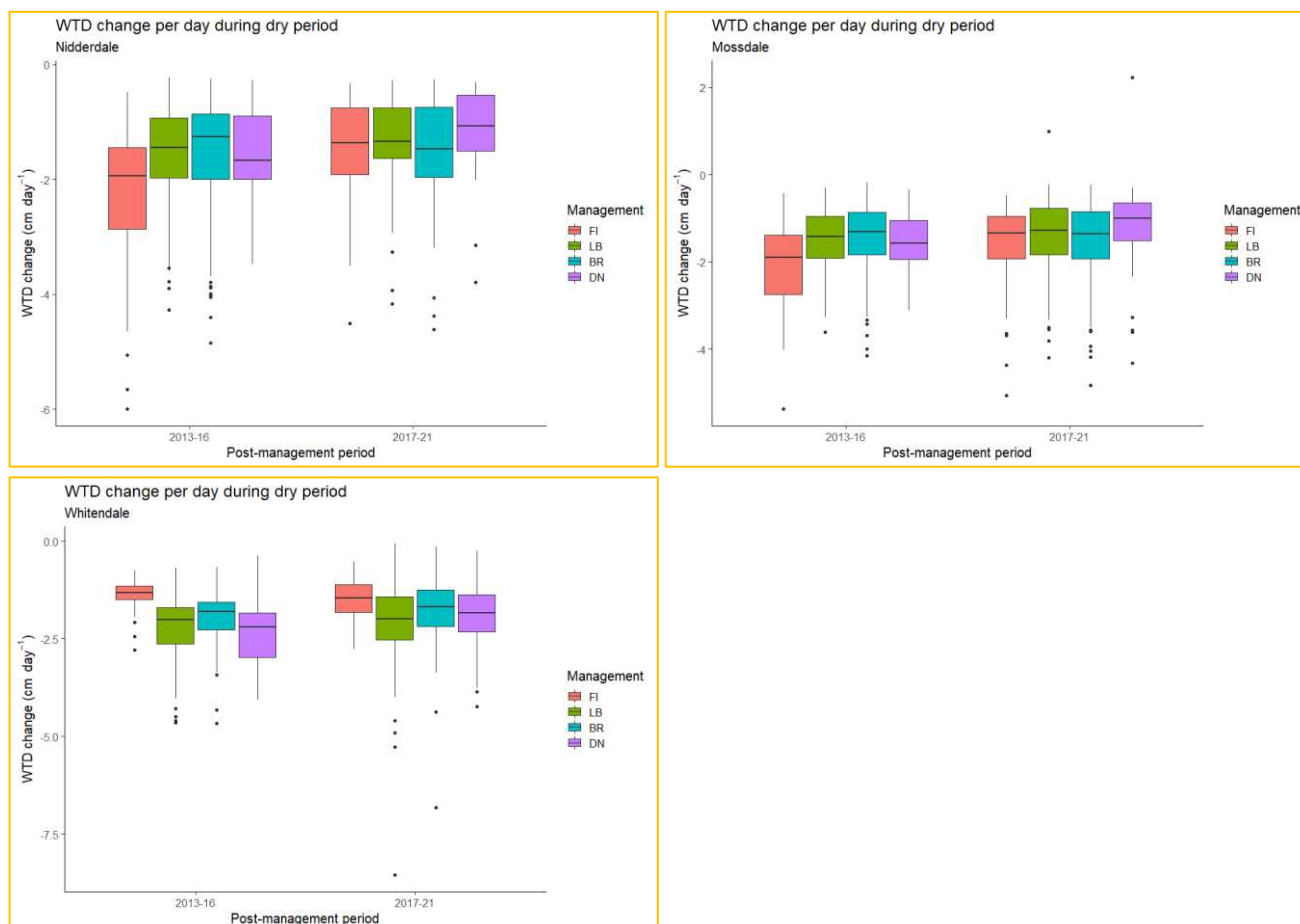 WTD change per day during dry period
Nidderdale
0
-2
-4
-6
WTD change (cm day⁻¹)
2013-16
2017-21
Post-management period
Management
FI
LB
BR
DN
WTD change per day during dry period
Mossdale
2
0
-2
-4
WTD change (cm day⁻¹)
2013-16
2017-21
Post-management period
Management
FI
LB
BR
DN
WTD change per day during dry period
Whitendale
0.0
-2.5
-5.0
-7.5
WTD change (cm day⁻¹)
2013-16
2017-21
Post-management period
Management
FI
LB
BR
DN